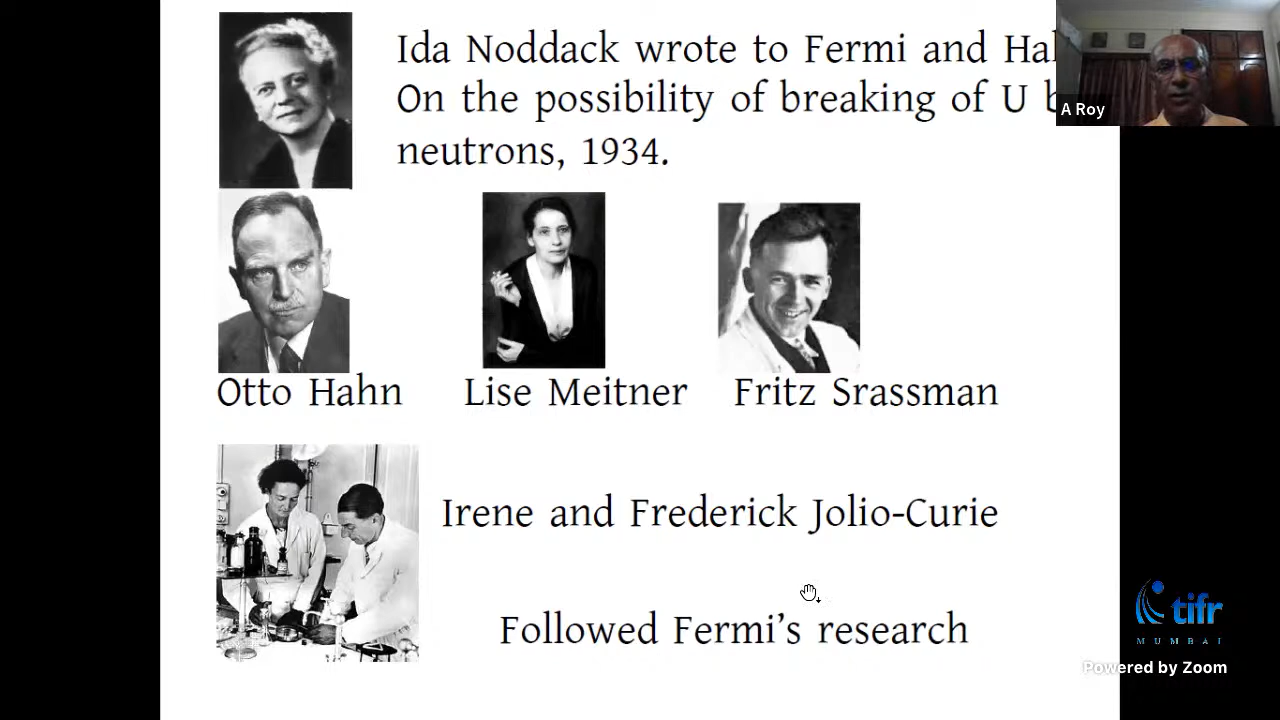 Ida Noddack wrote to Fermi and
On the possibility of breaking of U
neutrons, 1934.
A Roy
Otto Hahn
Lise Meitner
Fritz Srassman
Irene and Frederick Jolio-Curie
Followed Fermi's research
tifr
MUMBAI
Powered by Zoom